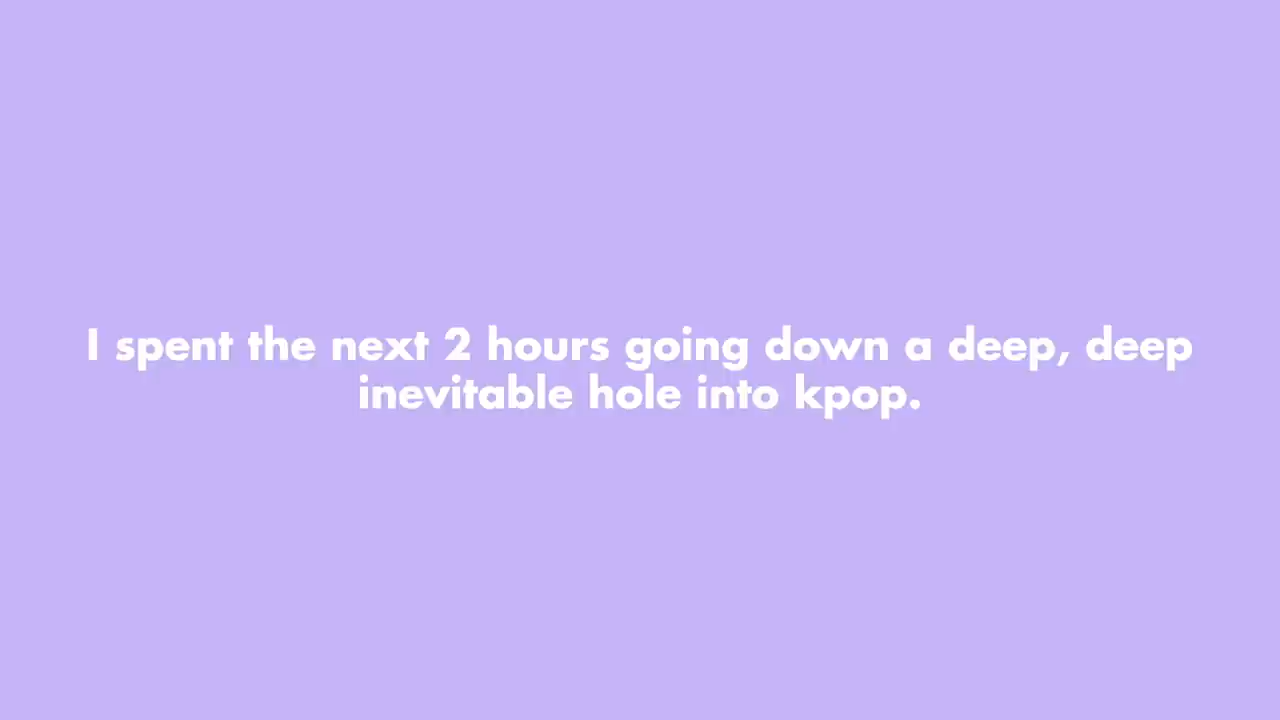 I spent the next 2 hours going down a deep, deep
inevitable hole into kpop.